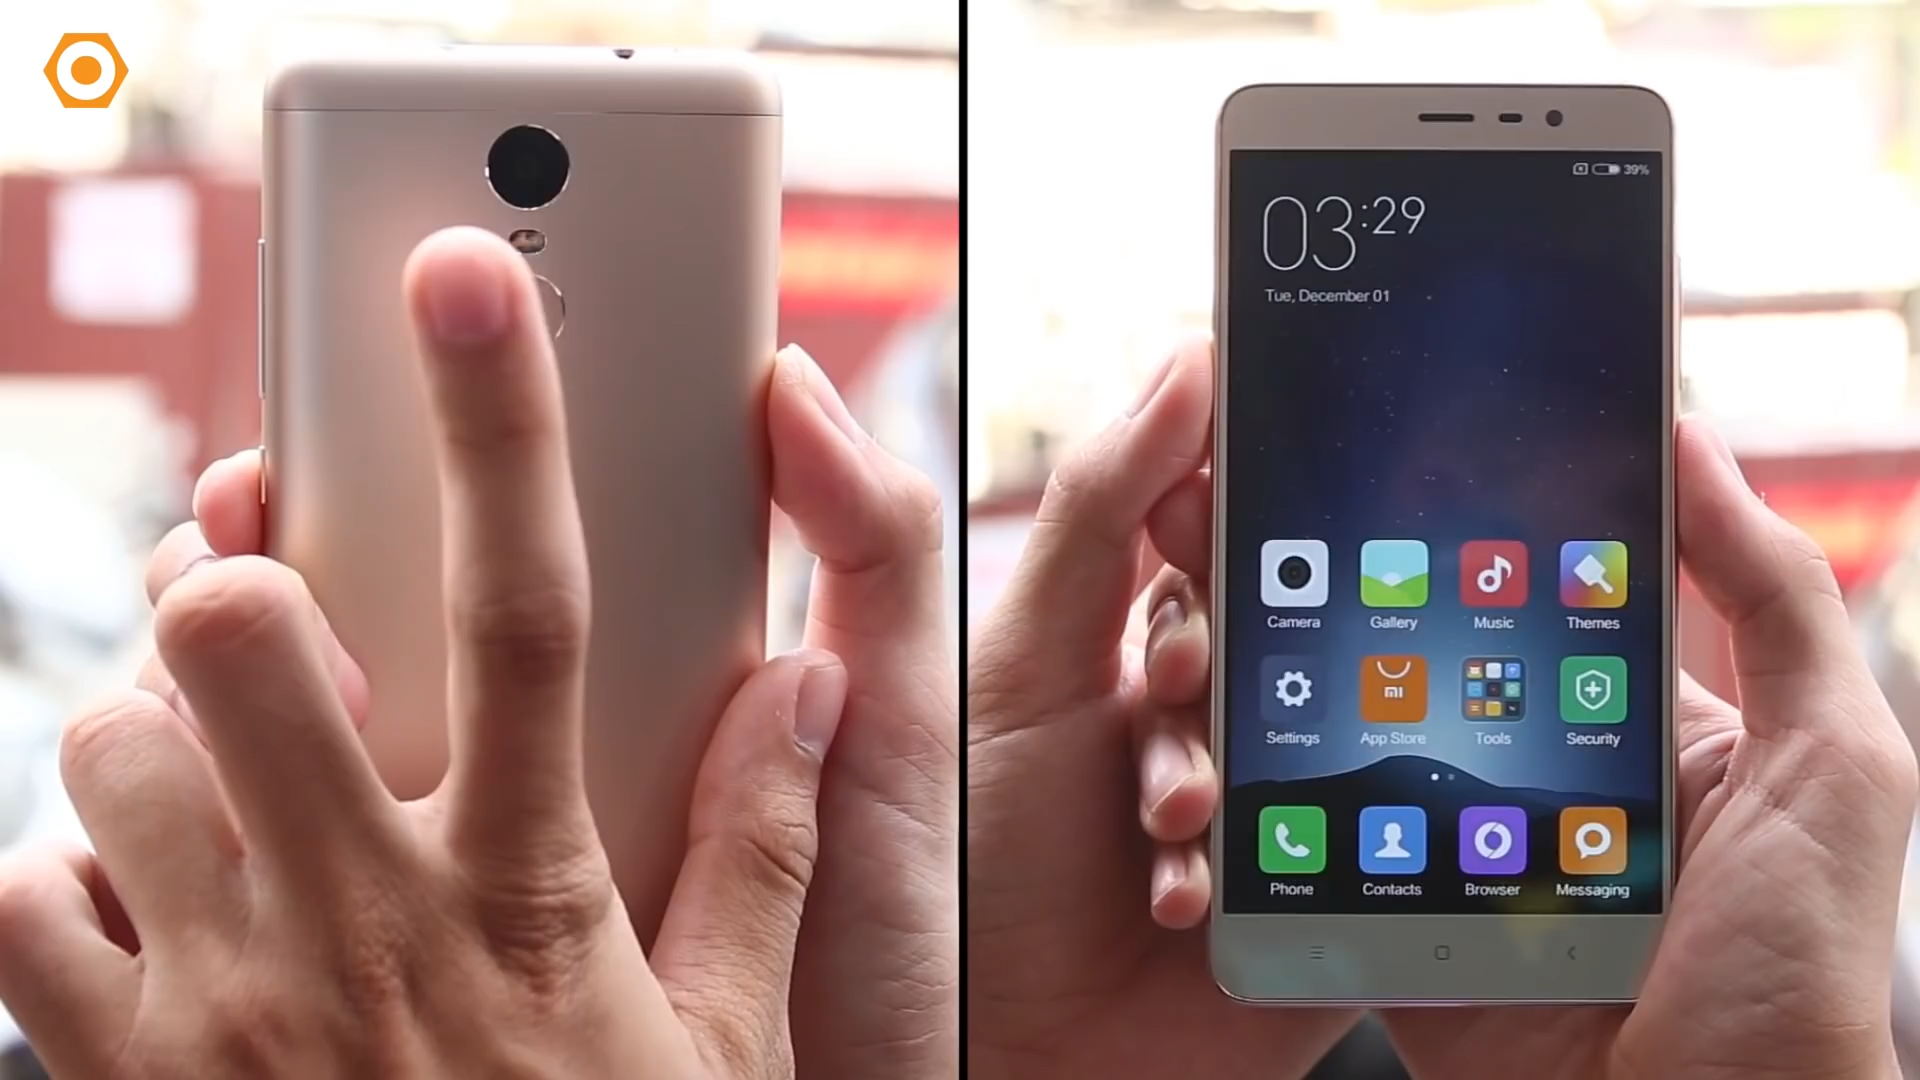 39%
03:29
Tue, December 01
Camera Gallery Music Themes
mi
Settings App Store Tools Security
Phone Contacts Browser Messaging